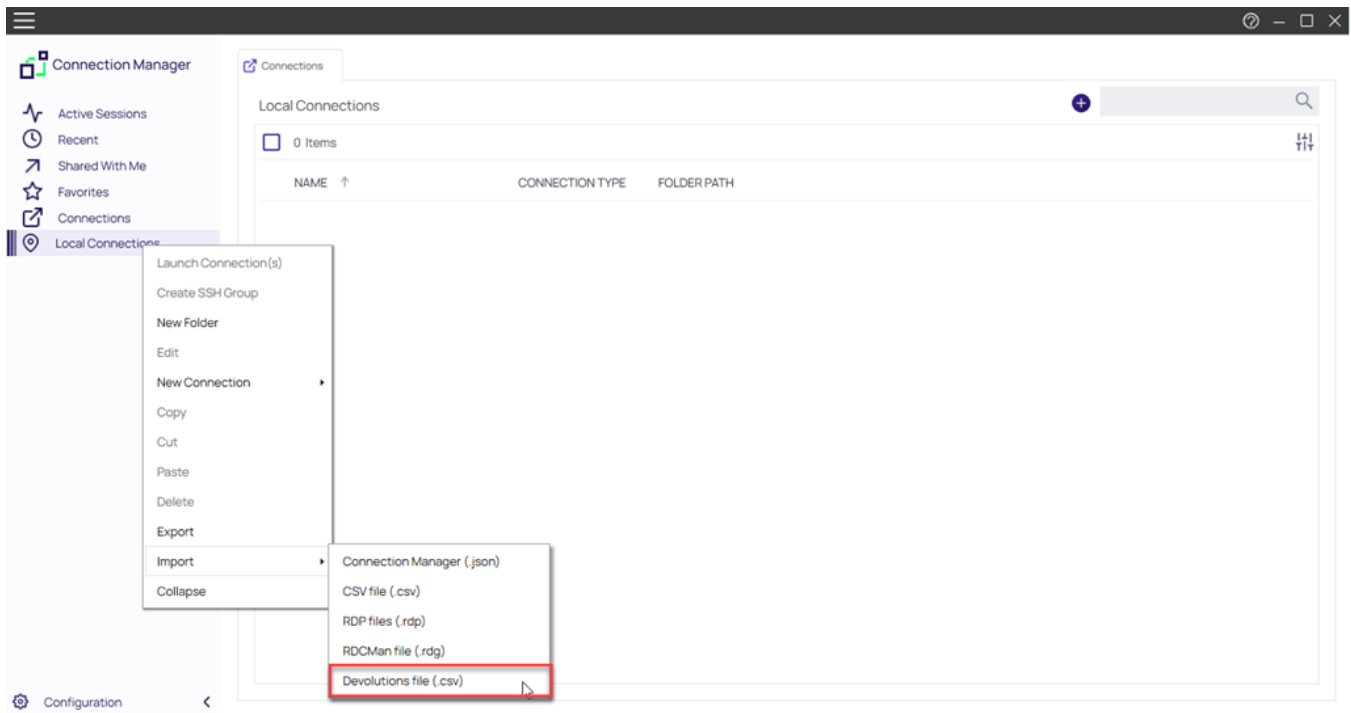 Connection Manager
Active Sessions
Recent
Shared With Me
Favorites
Connections
Local Connections
Connections
Local Connections
0 Items
NAME ↑ CONNECTION TYPE FOLDER PATH
Launch Connection(s)
Create SSH Group
New Folder
Edit
New Connection
Copy
Cut
Paste
Delete
Export
Import
Collapse
Connection Manager (.json)
CSV file (.csv)
RDP files (.rdp)
RDCMan file (.rdg)
Devolutions file (.csv)
Configuration